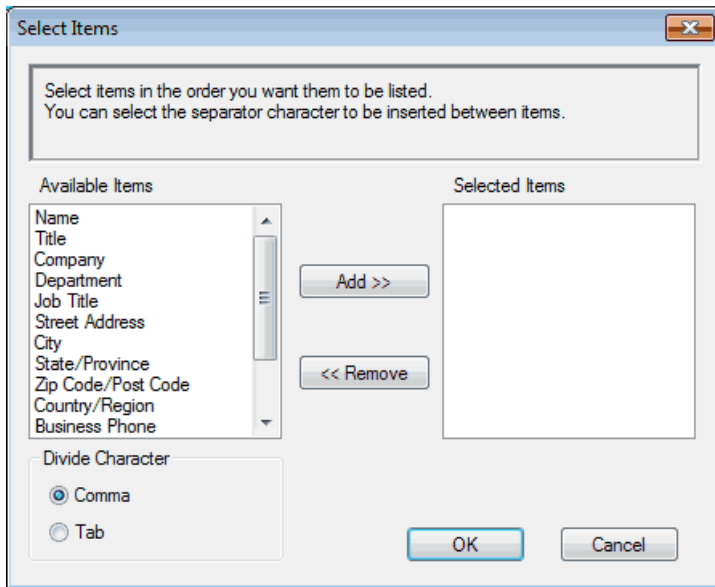 Select Items
Select items in the order you want them to be listed.
You can select the separator character to be inserted between items.
Available Items
Selected Items
Name
Title
Company
Department
Job Title
Street Address
City
State/Province
Zip Code/Post Code
Country/Region
Business Phone
Add >>
<< Remove
Divide Character
Comma
Tab
OK
Cancel